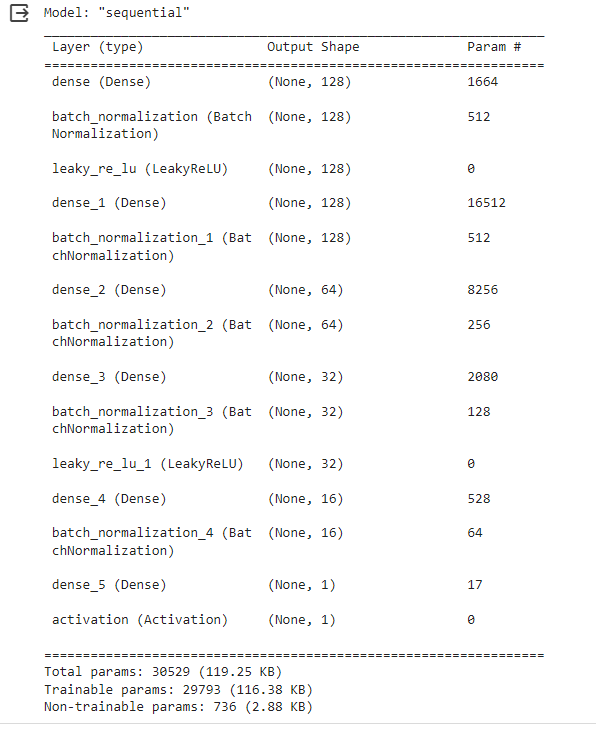 Model: "sequential"
_________________________________________________________________
Layer (type) Output Shape Param #
=================================================================
dense (Dense) (None, 128) 1664
batch_normalization (Batch (None, 128) 512
Normalization)
leaky_re_lu (LeakyReLU) (None, 128) 0
dense_1 (Dense) (None, 128) 16512
batch_normalization_1 (Bat (None, 128) 512
chNormalization)
dense_2 (Dense) (None, 64) 8256
batch_normalization_2 (Bat (None, 64) 256
chNormalization)
dense_3 (Dense) (None, 32) 2080
batch_normalization_3 (Bat (None, 32) 128
chNormalization)
leaky_re_lu_1 (LeakyReLU) (None, 32) 0
dense_4 (Dense) (None, 16) 528
batch_normalization_4 (Bat (None, 16) 64
chNormalization)
dense_5 (Dense) (None, 1) 17
activation (Activation) (None, 1) 0
=================================================================
Total params: 30529 (119.25 KB)
Trainable params: 29793 (116.38 KB)
Non-trainable params: 736 (2.88 KB)